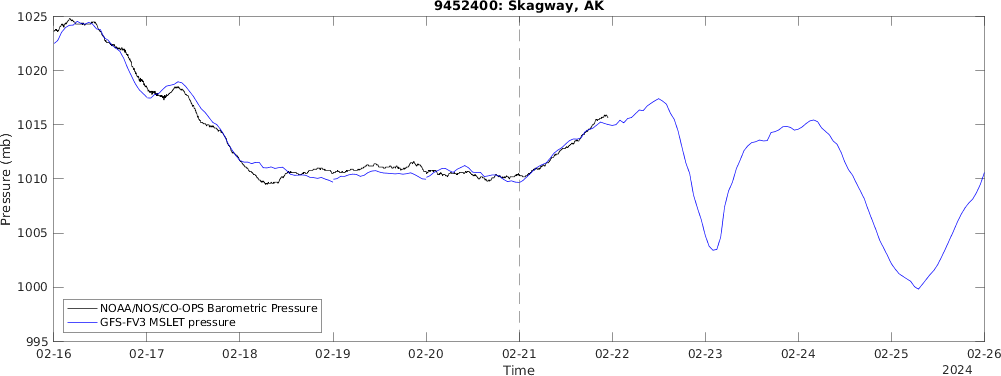 9452400: Skagway, AK
Pressure (mb)
1025
1020
1015
1010
1005
1000
995
NOAA/NOS/CO-OPS Barometric Pressure
GFS-FV3 MSLET pressure
02-16 02-17 02-18 02-19 02-20 02-21 02-22 02-23 02-24 02-25 02-26
Time
2024